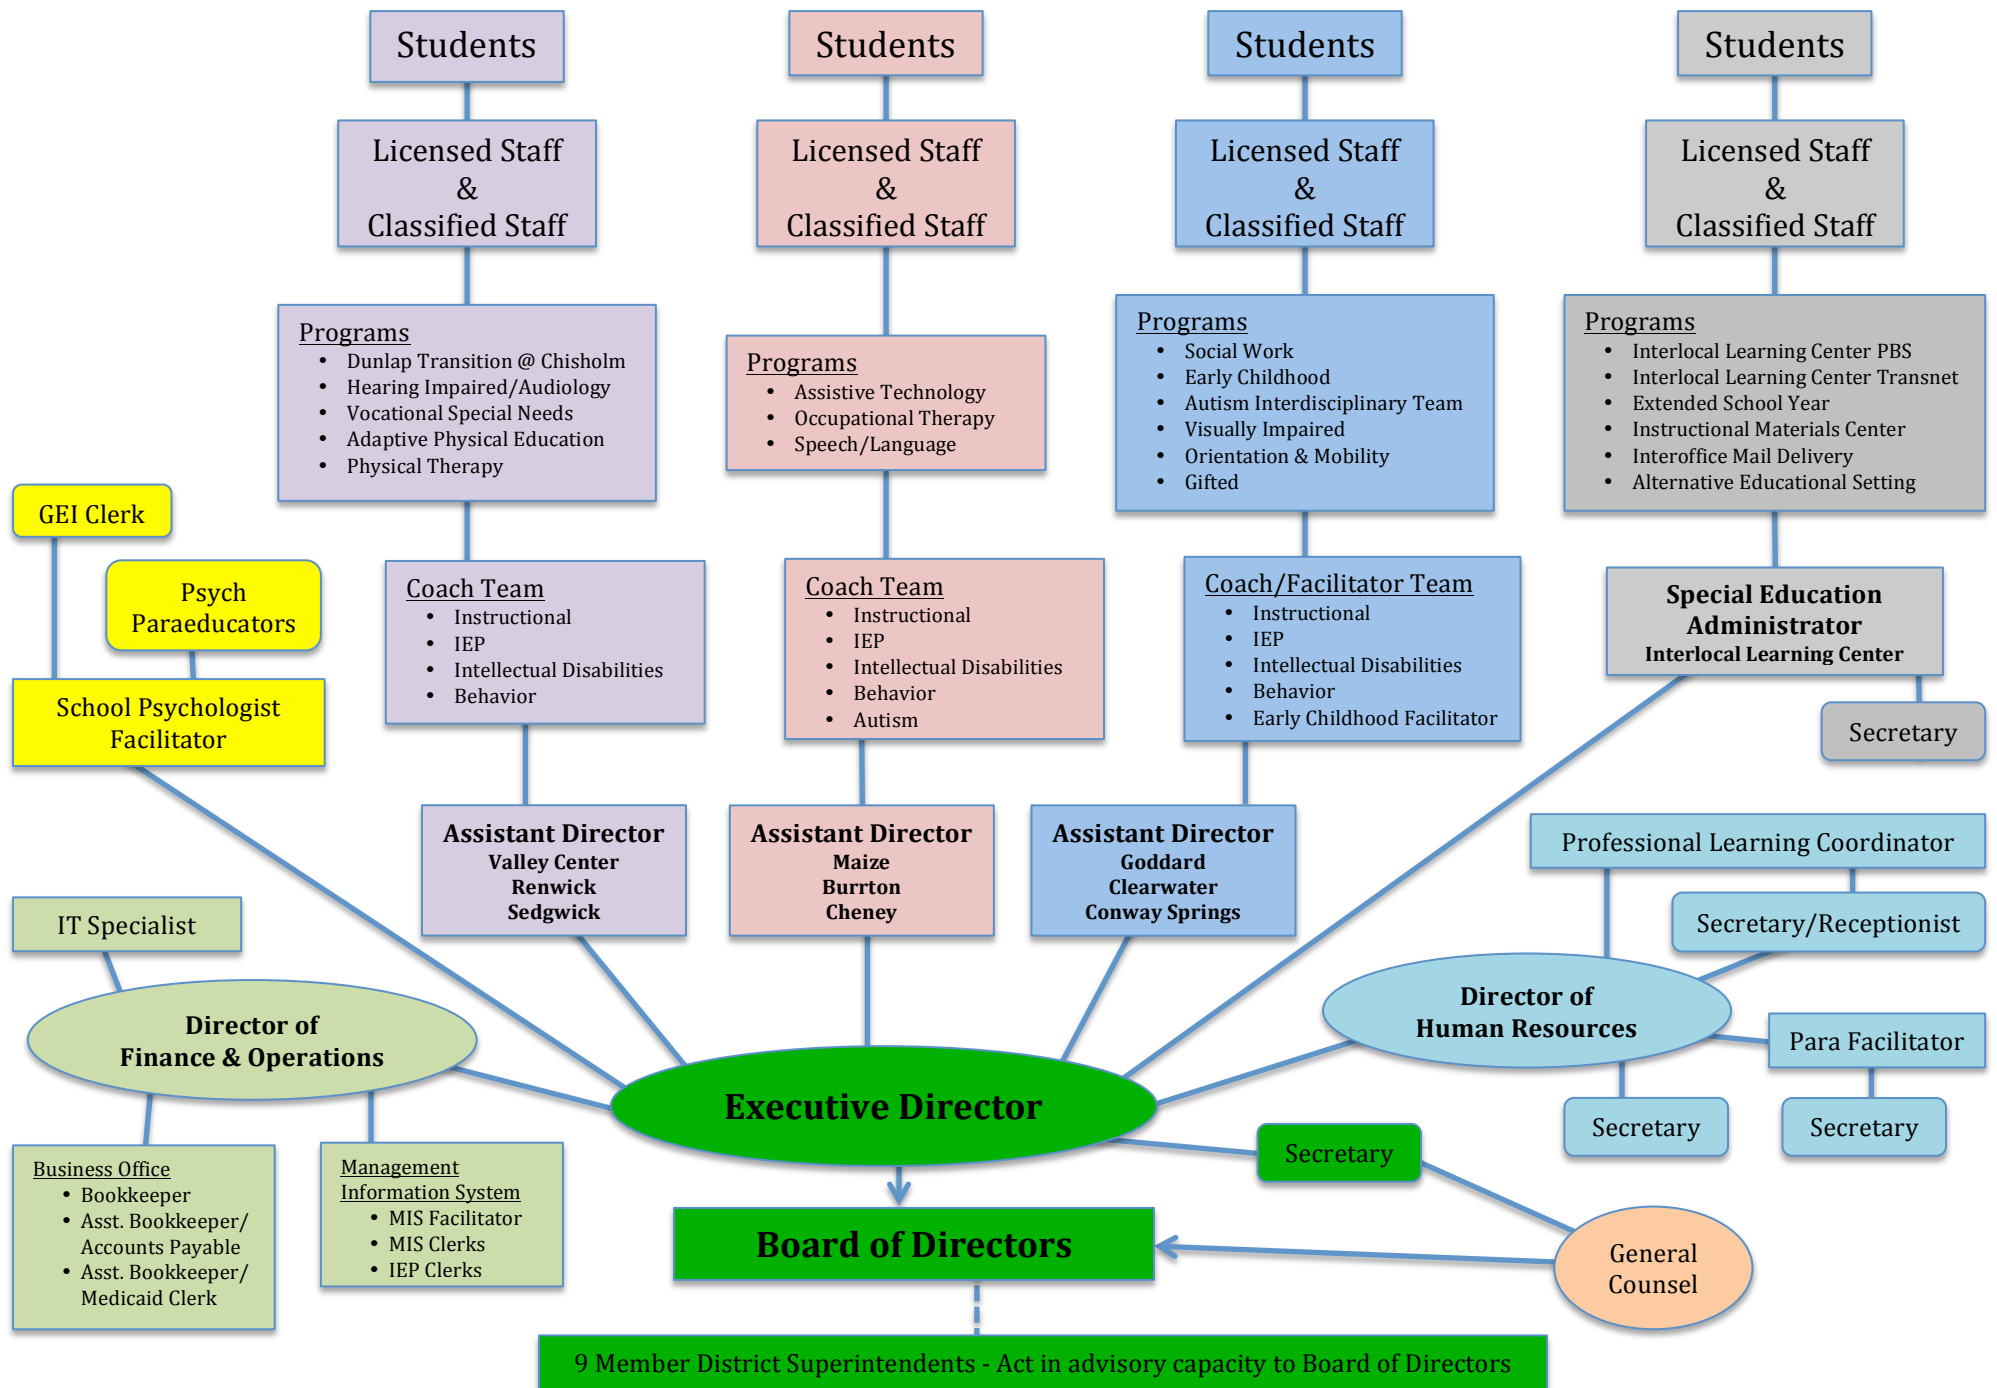 Students
Students
Students
Students
Licensed Staff
&
Classified Staff
Licensed Staff
&
Classified Staff
Licensed Staff
&
Classified Staff
Licensed Staff
&
Classified Staff
Programs
• Dunlap Transition @ Chisholm
• Hearing Impaired/Audiology
• Vocational Special Needs
• Adaptive Physical Education
• Physical Therapy
Programs
• Assistive Technology
• Occupational Therapy
• Speech/Language
Programs
• Social Work
• Early Childhood
• Autism Interdisciplinary Team
• Visually Impaired
• Orientation & Mobility
• Gifted
Programs
• Interlocal Learning Center PBS
• Interlocal Learning Center Transnet
• Extended School Year
• Instructional Materials Center
• Interoffice Mail Delivery
• Alternative Educational Setting
GEI Clerk
Psych
Paraeducators
School Psychologist
Facilitator
Coach Team
• Instructional
• IEP
• Intellectual Disabilities
• Behavior
Coach Team
• Instructional
• IEP
• Intellectual Disabilities
• Behavior
• Autism
Coach/Facilitator Team
• Instructional
• IEP
• Intellectual Disabilities
• Behavior
• Early Childhood Facilitator
Special Education
Administrator
Interlocal Learning Center
Secretary
Assistant Director
Valley Center
Renwick
Sedgwick
Assistant Director
Maize
Burrton
Cheney
Assistant Director
Goddard
Clearwater
Conway Springs
Professional Learning Coordinator
Secretary/Receptionist
IT Specialist
Director of
Finance & Operations
Director of
Human Resources
Para Facilitator
Secretary
Secretary
Executive Director
Secretary
Business Office
• Bookkeeper
• Asst. Bookkeeper/
Accounts Payable
• Asst. Bookkeeper/
Medicaid Clerk
Management
Information System
• MIS Facilitator
• MIS Clerks
• IEP Clerks
Board of Directors
General
Counsel
9 Member District Superintendents - Act in advisory capacity to Board of Directors